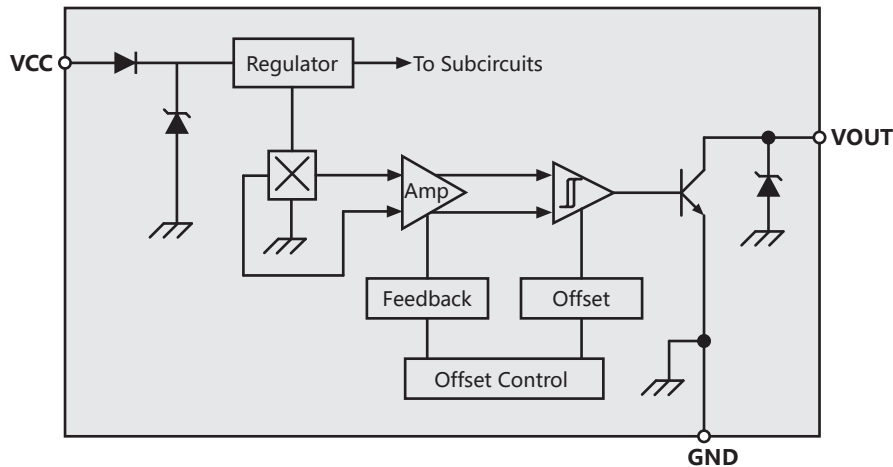 VCC
Regulator
To Subcircuits
VOUT
Amp
Feedback
Offset
Offset Control
GND